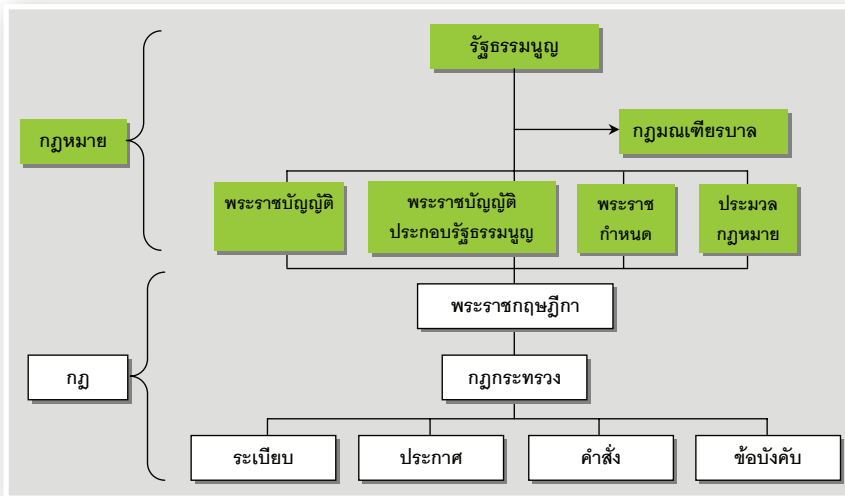 รัฐธรรมนูญ
กฎหมาย
กฎมณเฑียรบาล
พระราชบัญญัติ
พระราชบัญญัติ
ประกอบรัฐธรรมนูญ
พระราช
กำหนด
ประมวล
กฎหมาย
พระราชกฤษฎีกา
กฎ
กฎกระทรวง
ระเบียบ
ประกาศ
คำสั่ง
ข้อบังคับ